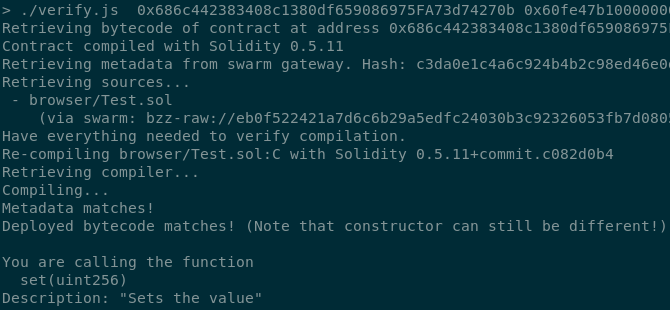 > ./verify.js  0x686c442383408c1380df659086975FA73d74270b 0x60fe47b10000000
Retrieving bytecode of contract at address 0x686c442383408c1380df659086975
Contract compiled with Solidity 0.5.11
Retrieving metadata from swarm gateway. Hash: c3da0e1c4a6c924b4b2c98ed46e0
Retrieving sources...
 - browser/Test.sol
    (via swarm: bzz-raw://eb0f522421a7d6c6b29a5edfc24030b3c92326053fb7d0805
Have everything needed to verify compilation.
Re-compiling browser/Test.sol:C with Solidity 0.5.11+commit.c082d0b4
Retrieving compiler...
Compiling...
Metadata matches!
Deployed bytecode matches! (Note that constructor can still be different!)
You are calling the function
  set(uint256)
Description: "Sets the value"